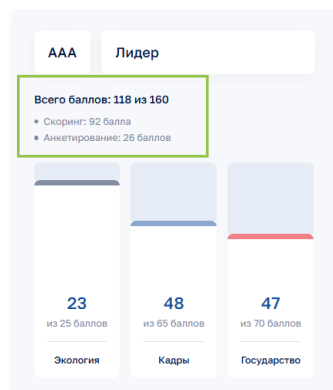 ААА Лидер
Всего баллов: 118 из 160
Скоринг: 92 балла
Анкетирование: 26 баллов
23 48 47
из 25 баллов из 65 баллов из 70 баллов
Экология Кадры Государство